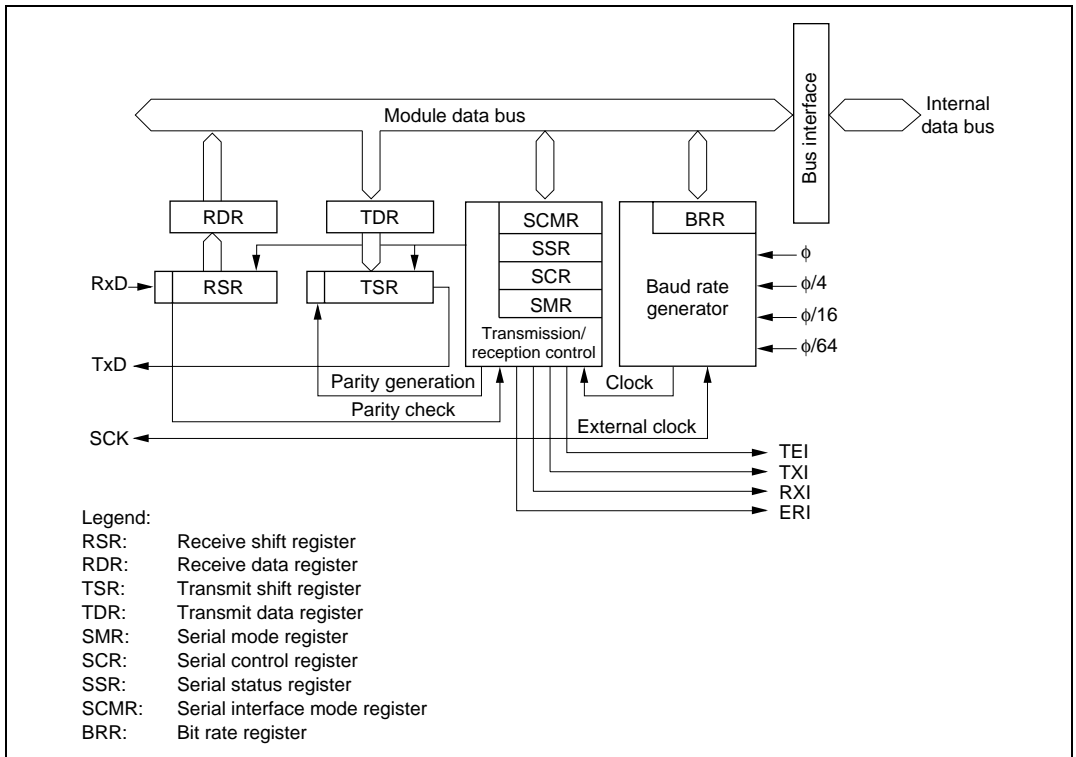 Module data bus
Bus interface
Internal
data bus
RDR
TDR
SCMR
BRR
SSR
SCR
SMR
RxD
RSR
TSR
Baud rate
generator
ϕ
ϕ/4
ϕ/16
ϕ/64
Transmission/
reception control
TxD
Parity generation
Clock
Parity check
SCK
External clock
TEI
TXI
RXI
ERI
Legend:
RSR: Receive shift register
RDR: Receive data register
TSR: Transmit shift register
TDR: Transmit data register
SMR: Serial mode register
SCR: Serial control register
SSR: Serial status register
SCMR: Serial interface mode register
BRR: Bit rate register